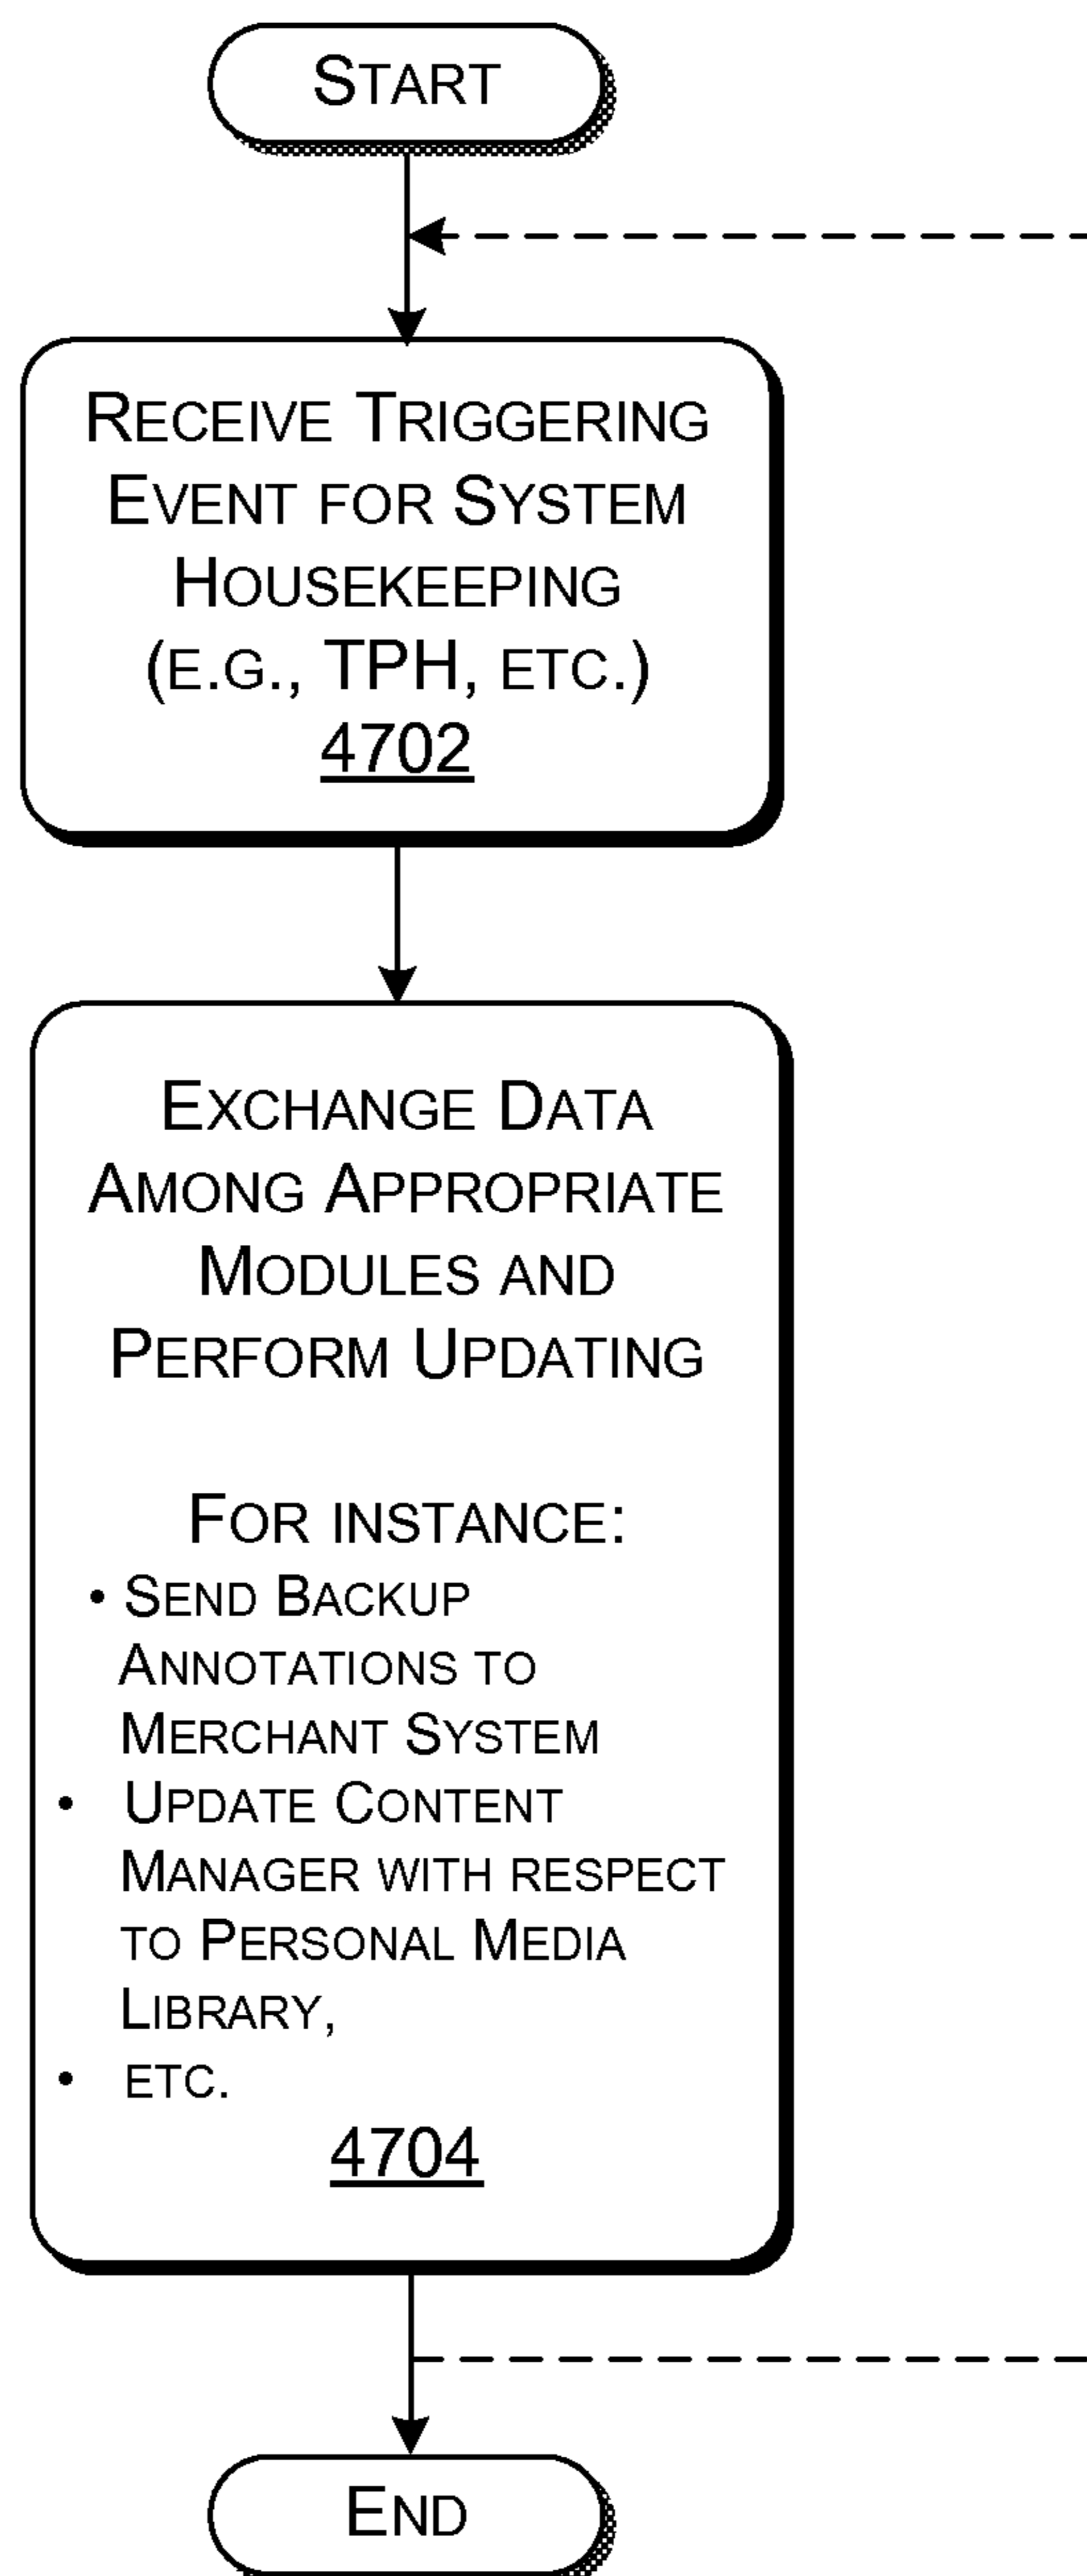 START
RECEIVE TRIGGERING
EVENT FOR SYSTEM
HOUSEKEEPING
(E.G., TPH, ETC.)
4702
EXCHANGE DATA
AMONG APPROPRIATE
MODULES AND
PERFORM UPDATING
FOR INSTANCE:
• SEND BACKUP
ANNOTATIONS TO
MERCHANT SYSTEM
• UPDATE CONTENT
MANAGER WITH RESPECT
TO PERSONAL MEDIA
LIBRARY,
• ETC.
4704
END